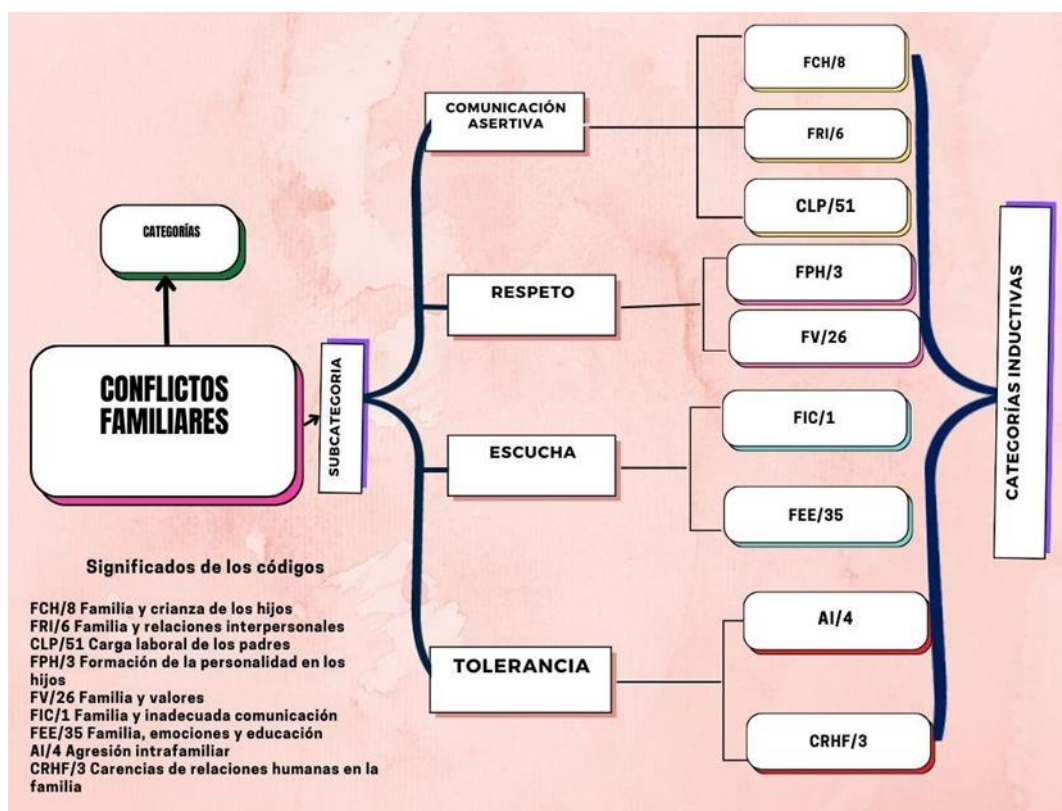 CATEGORÍAS
CONFLICTOS
FAMILIARES
SUBCATEGORIA
COMUNICACIÓN
ASERTIVA
FCH/8
FRI/6
CLP/51
RESPETO
FPH/3
FV/26
ESCUCHA
FIC/1
FEE/35
TOLERANCIA
AI/4
CRHF/3
CATEGORÍAS INDUCTIVAS
Significados de los códigos
FCH/8 Familia y crianza de los hijos
FRI/6 Familia y relaciones interpersonales
CLP/51 Carga laboral de los padres
FPH/3 Formación de la personalidad en los
hijos
FV/26 Familia y valores
FIC/1 Familia y inadecuada comunicación
FEE/35 Familia, emociones y educación
AI/4 Agresión intrafamiliar
CRHF/3 Carencias de relaciones humanas en la
familia